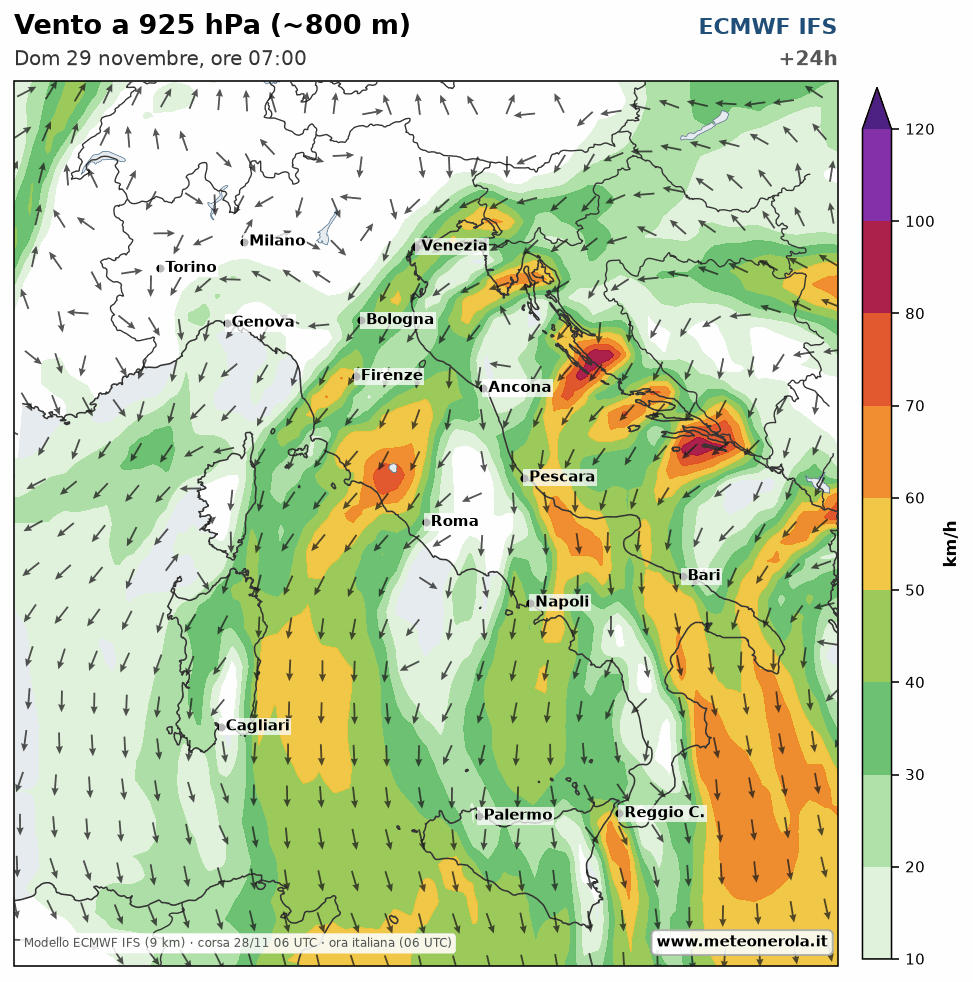 Vento a 925 hPa (~800 m)
ECMWF IFS
Dom 29 novembre, ore 07:00
+24h
Milano
Venezia
Torino
Genova
Bologna
Firenze
Ancona
Pescara
Roma
Bari
Napoli
Cagliari
Palermo
Reggio C.
Modello ECMWF IFS (9 km) · corsa 28/11 06 UTC · ora italiana (06 UTC)
www.meteonerola.it
120
100
80
70
60
50
40
30
20
10
km/h